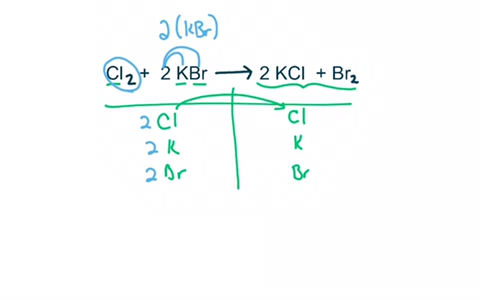 2(KBr)
Cl₂ + 2 KBr ⟶ 2 KCl + Br₂
2 Cl Cl
2 K K
2 Br Br